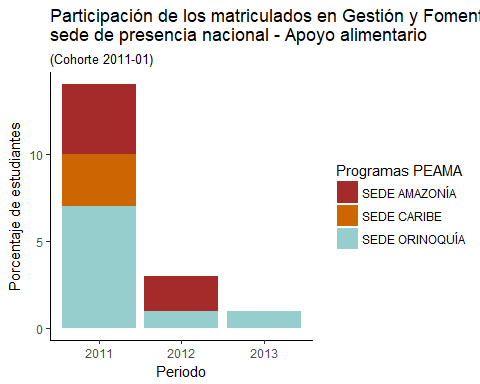 Participación de los matriculados en Gestión y Foment
sede de presencia nacional - Apoyo alimentario
(Cohorte 2011-01)
Porcentaje de estudiantes
10
5
0
2011
2012
2013
Periodo
Programas PEAMA
SEDE AMAZONÍA
SEDE CARIBE
SEDE ORINOQUÍA